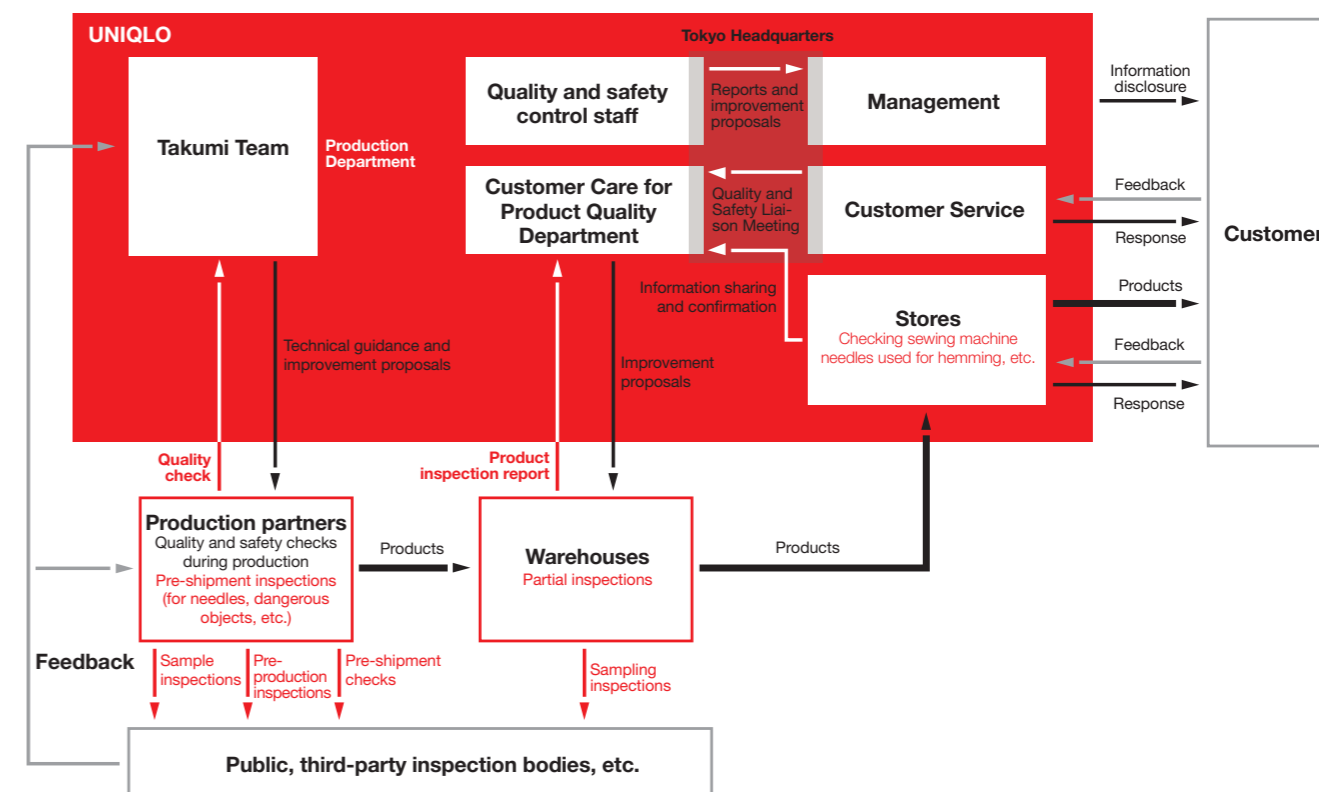 UNIQLO
Tokyo Headquarters
Takumi Team
Production
Department
Quality and safety
control staff
Reports and
improvement
proposals
Management
Information
disclosure
Customer Care for
Product Quality
Department
Quality and
Safety Liai-
son Meeting
Customer Service
Feedback
Response
Customer
Information sharing
and confirmation
Stores
Checking sewing machine
needles used for hemming, etc.
Products
Feedback
Response
Technical guidance and
improvement proposals
Improvement
proposals
Quality
check
Product
inspection report
Production partners
Quality and safety checks
during production
Pre-shipment inspections
(for needles, dangerous
objects, etc.)
Products
Warehouses
Partial inspections
Products
Feedback
Sample
inspections
Pre-
production
inspections
Pre-shipment
checks
Sampling
inspections
Public, third-party inspection bodies, etc.